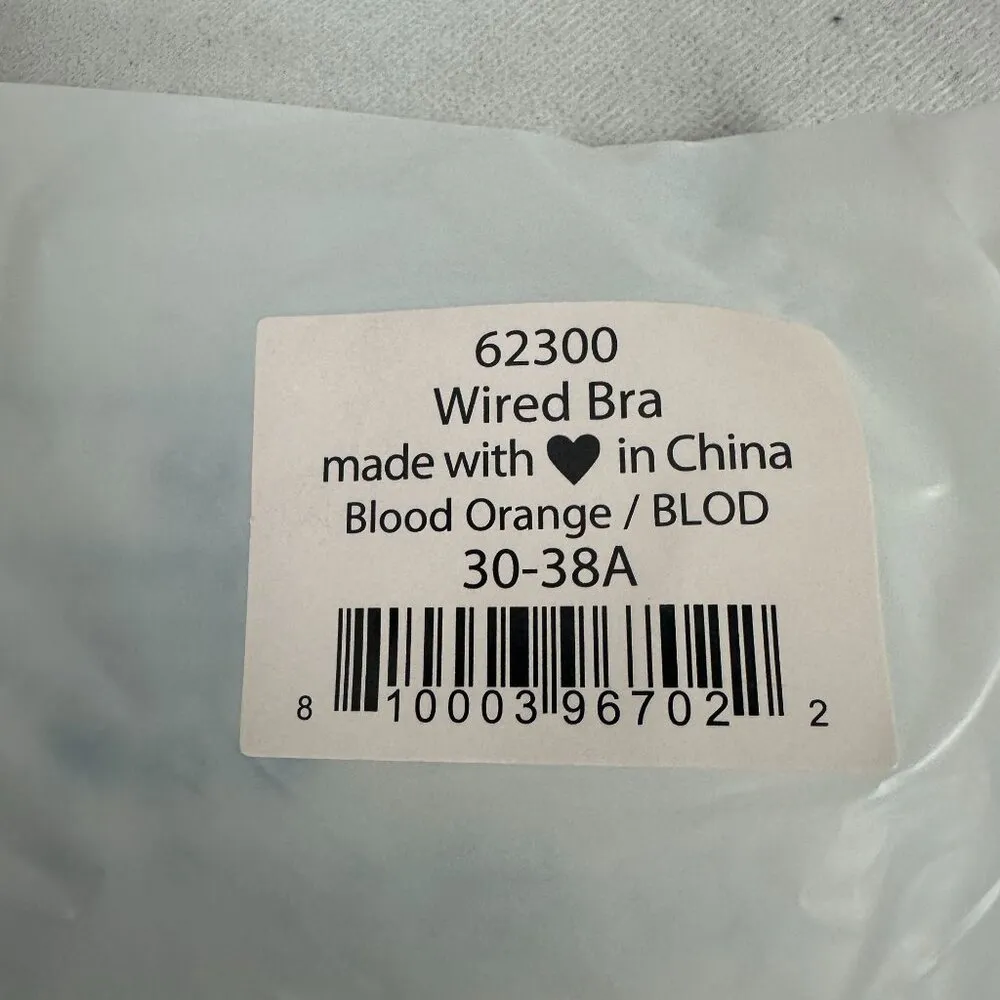 62300
Wired Bra
made with ♥ in China
Blood Orange / BLOD
30-38A
8 10003 96702 2